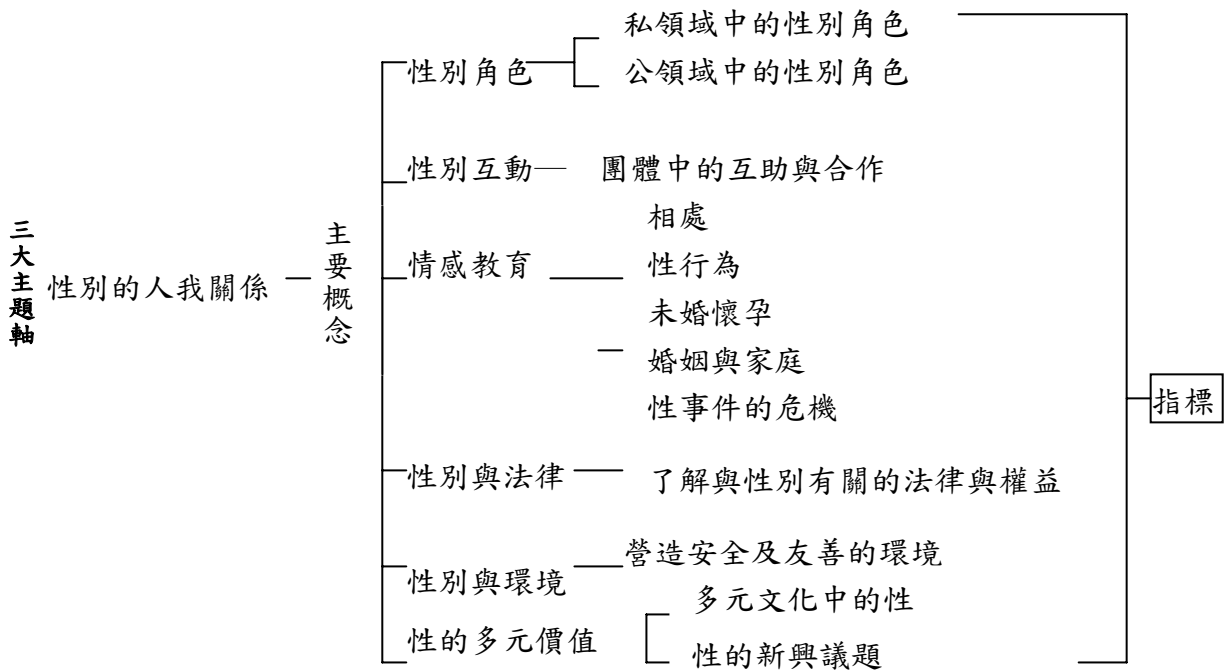 三大主題軸
性別的人我關係
主要概念
性別角色
私領域中的性別角色
公領域中的性別角色
性別互動— 團體中的互助與合作
情感教育
相處
性行為
未婚懷孕
婚姻與家庭
性事件的危機
性別與法律
了解與性別有關的法律與權益
性別與環境
營造安全及友善的環境
性的多元價值
多元文化中的性
性的新興議題
指標